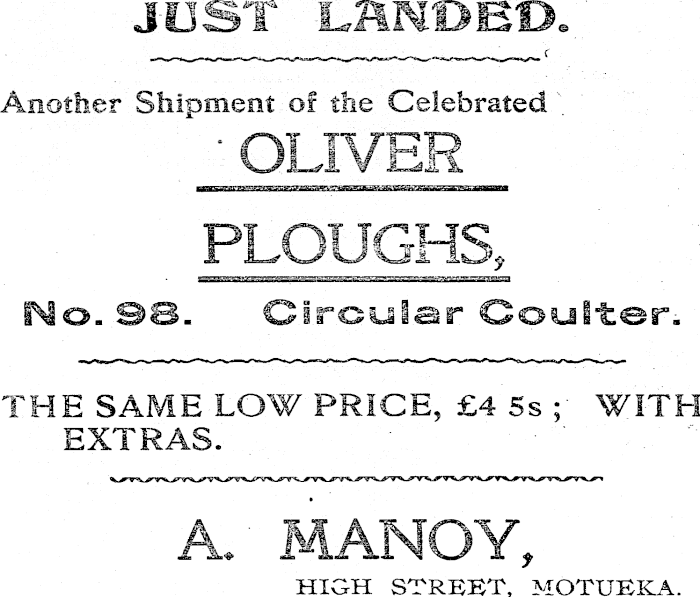 JUST LANDED.
Another Shipment of the Celebrated
OLIVER
PLOUGHS,
No. 98. Circular Coulter.
THE SAME LOW PRICE, £4 5s ; WITH
EXTRAS.
A. MANOY,
HIGH STREET, MOTUEKA.